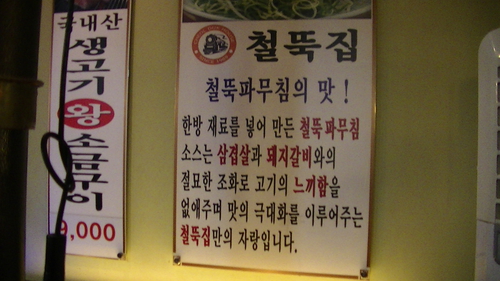 국내산
생고기
왕
소금구이
9,000
철뚝집
철뚝파무침의 맛 !
한방 재료를 넣어 만든 철뚝 파무침
소스는 삼겹살과 돼지갈비와의
절묘한 조화로 고기의 느끼함을
없애주며 맛의 극대화를 이루어주는
철뚝집만의 자랑입니다.